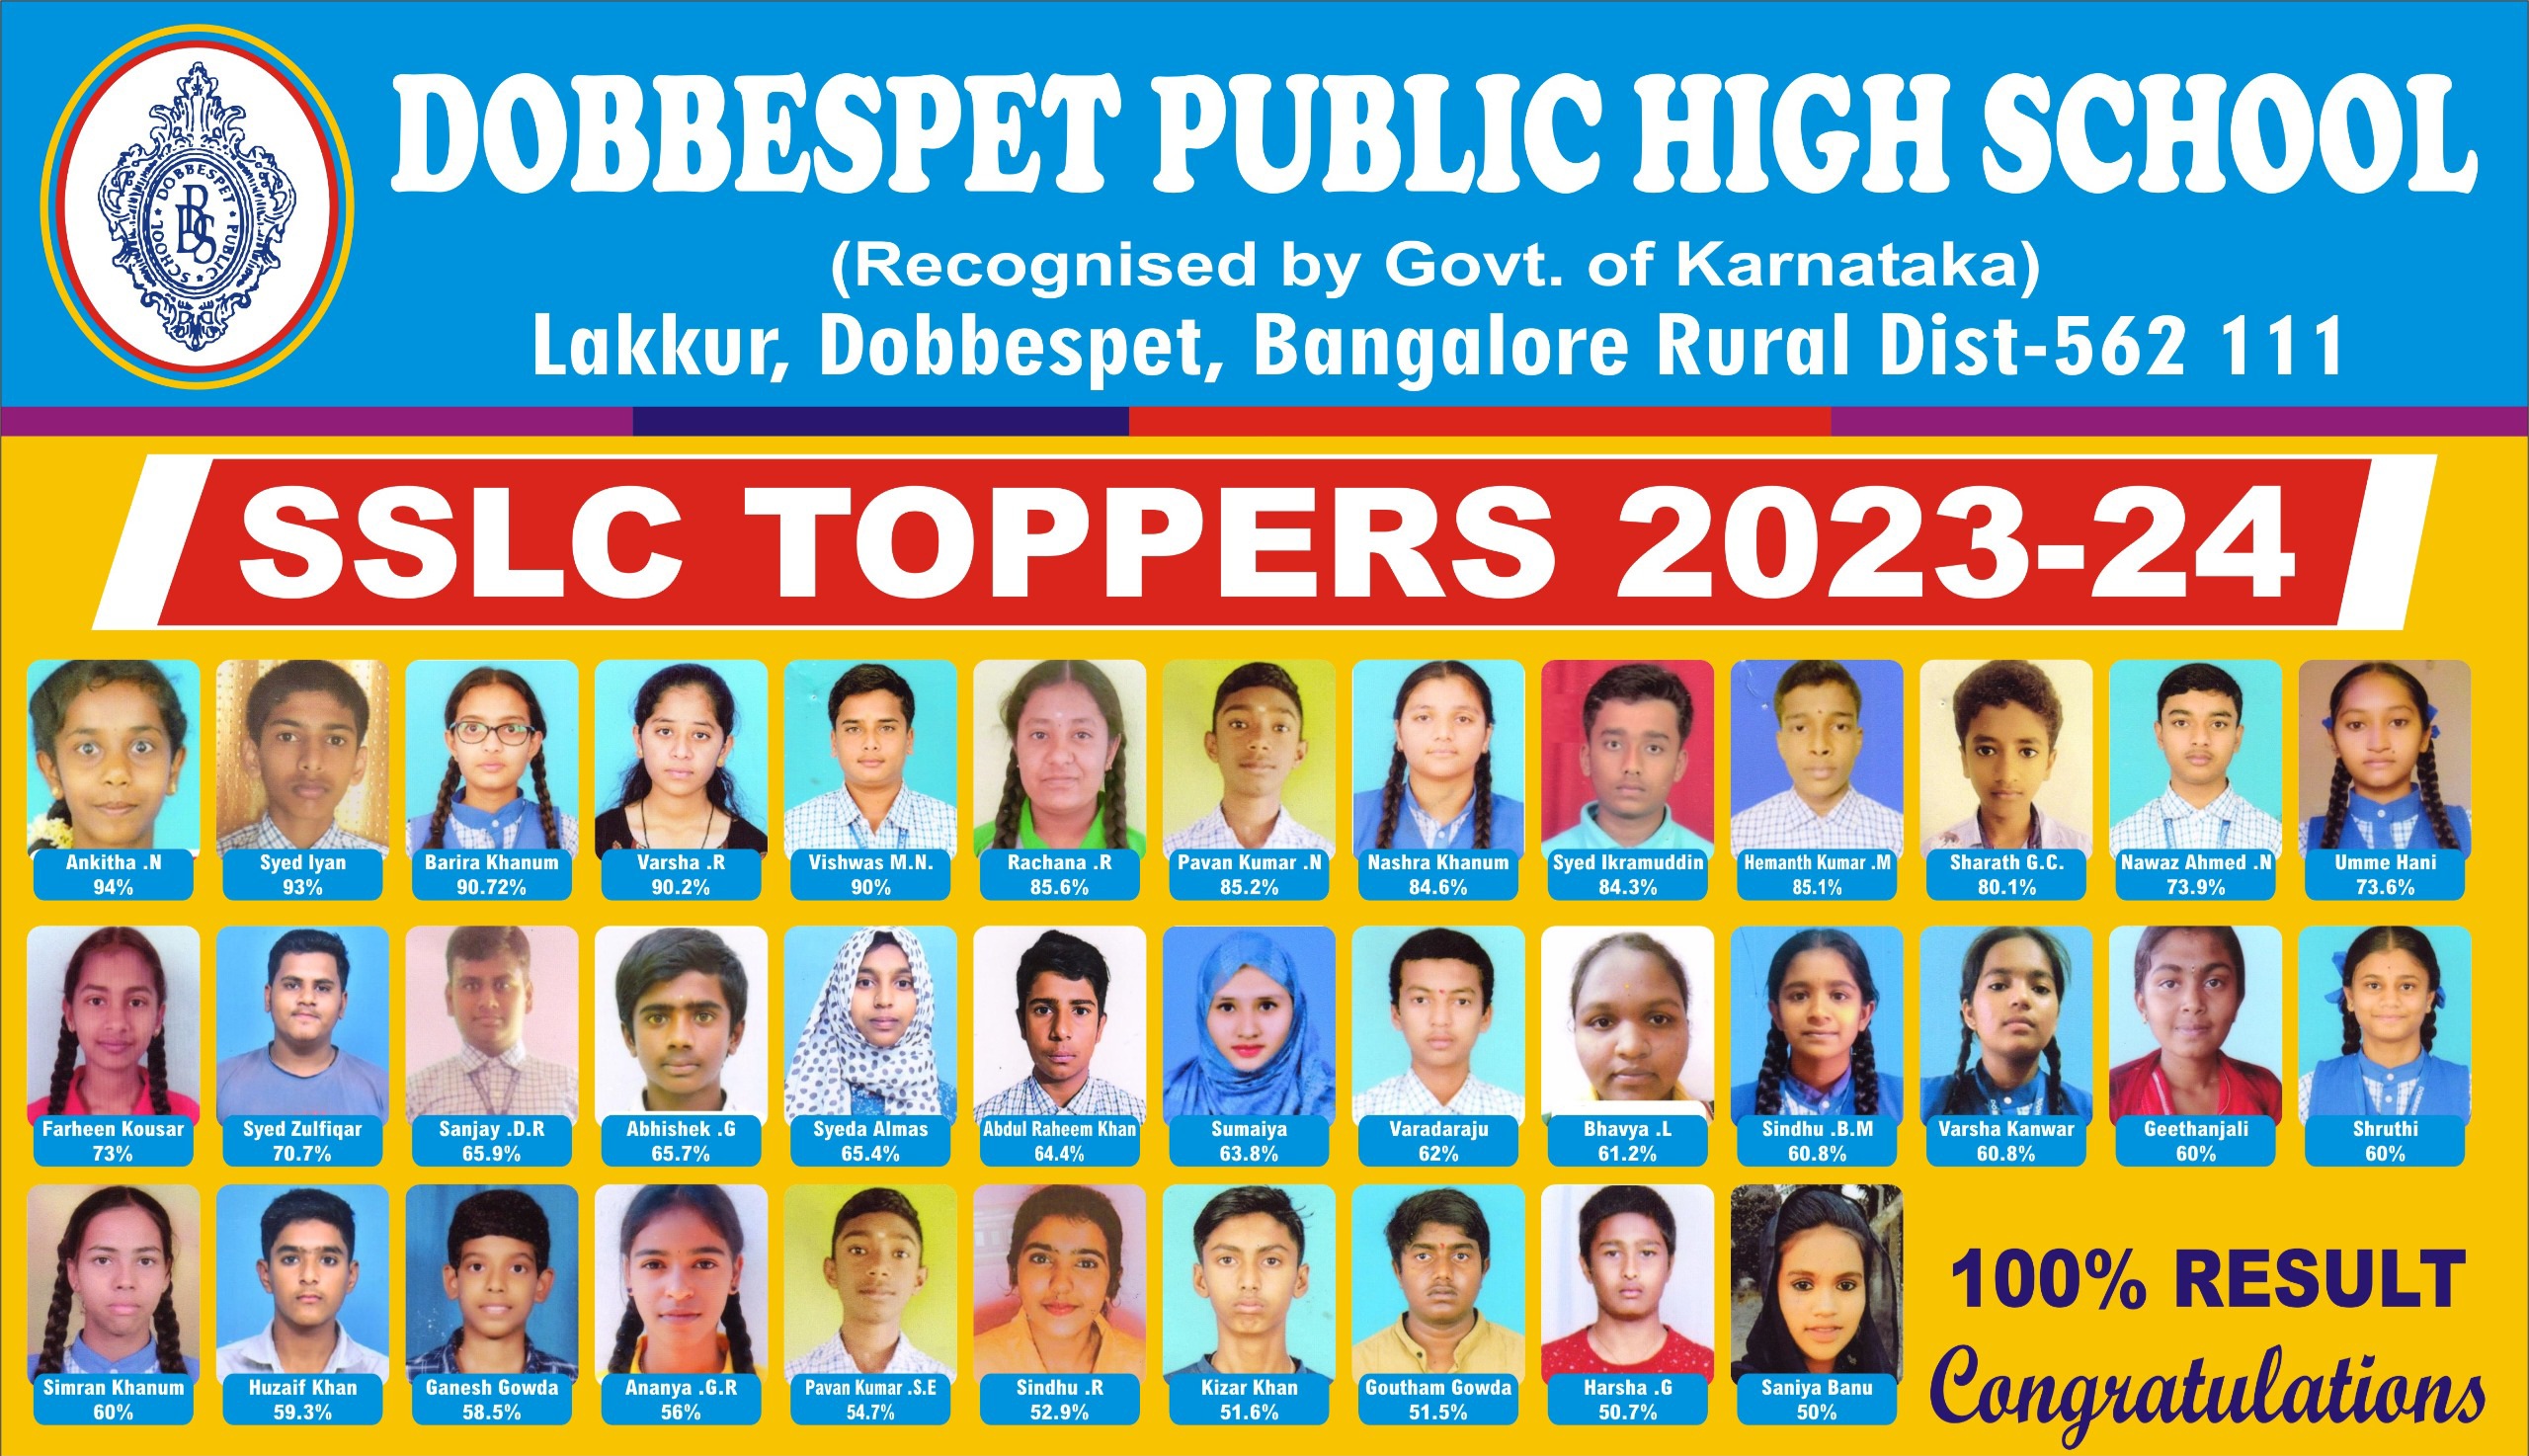 DOBBESPET PUBLIC HIGH SCHOOL
(Recognised by Govt. of Karnataka)
Lakkur, Dobbespet, Bangalore Rural Dist-562 111
DOBBESPET PUBLIC SCHOOL
DPS
SSLC TOPPERS 2023-24
Ankitha .N
94%
Syed Iyan
93%
Barira Khanum
90.72%
Varsha .R
90.2%
Vishwas M.N.
90%
Rachana .R
85.6%
Pavan Kumar .N
85.2%
Nashra Khanum
84.6%
Syed Ikramuddin
84.3%
Hemanth Kumar .M
85.1%
Sharath G.C.
80.1%
Nawaz Ahmed .N
73.9%
Umme Hani
73.6%
Farheen Kousar
73%
Syed Zulfiqar
70.7%
Sanjay .D.R
65.9%
Abhishek .G
65.7%
Syeda Almas
65.4%
Abdul Raheem Khan
64.4%
Sumaiya
63.8%
Varadaraju
62%
Bhavya .L
61.2%
Sindhu .B.M
60.8%
Varsha Kanwar
60.8%
Geethanjali
60%
Shruthi
60%
Simran Khanum
60%
Huzaif Khan
59.3%
Ganesh Gowda
58.5%
Ananya .G.R
56%
Pavan Kumar .S.E
54.7%
Sindhu .R
52.9%
Kizar Khan
51.6%
Goutham Gowda
51.5%
Harsha .G
50.7%
Saniya Banu
50%
100% RESULT
Congratulations